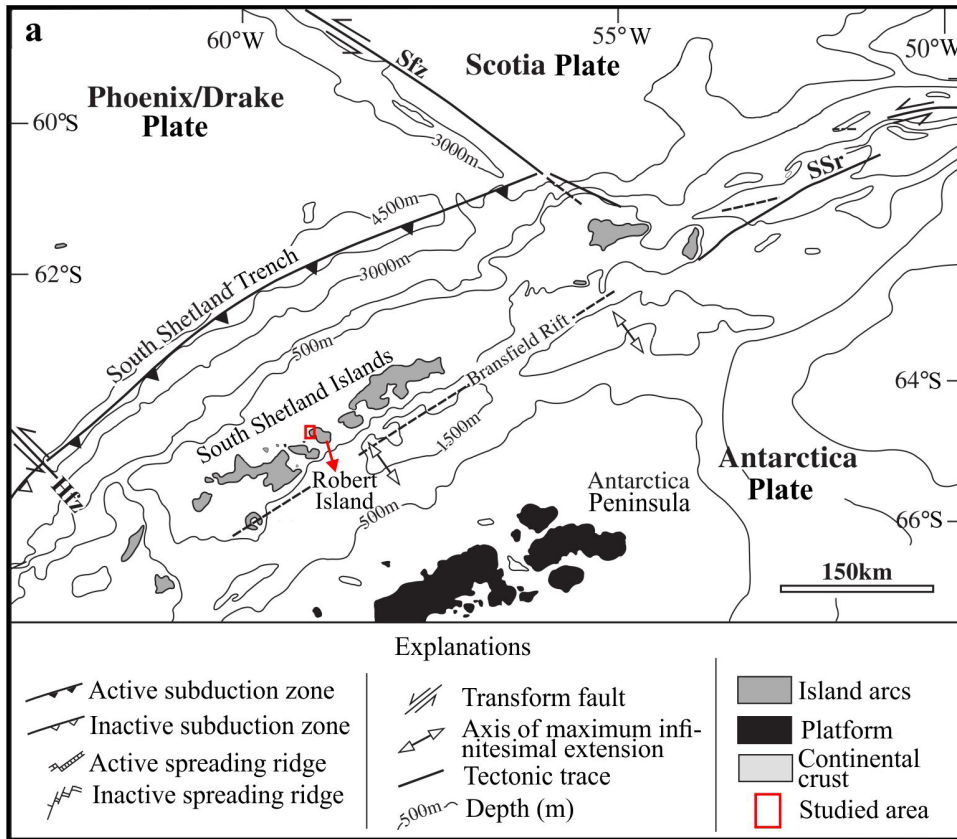 a
60°W
55°W
50°W
Sfz
Scotia Plate
Phoenix/Drake
Plate
60°S
3000m
SSr
4500m
62°S
3000m
South Shetland Trench
500m
Bransfield Rift
South Shetland Islands
64°S
1500m
Antarctica
Plate
Robert
Island
Antarctica
Peninsula
Hfz
500m
66°S
150km
Explanations
Active subduction zone
Inactive subduction zone
Active spreading ridge
Inactive spreading ridge
Transform fault
Axis of maximum infi-
nitesimal extension
Tectonic trace
500m
Depth (m)
Island arcs
Platform
Continental
crust
Studied area